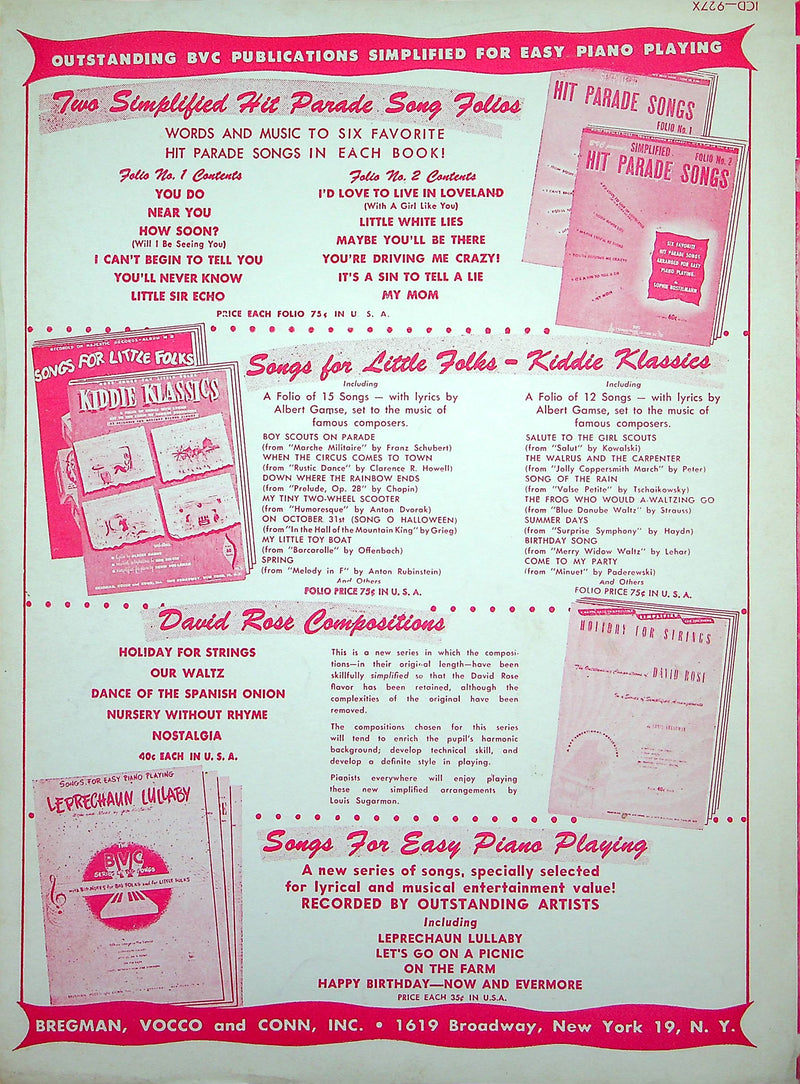 ICD—927X
OUTSTANDING BVC PUBLICATIONS SIMPLIFIED FOR EASY PIANO PLAYING
Two Simplified Hit Parade Song Folios
WORDS AND MUSIC TO SIX FAVORITE
HIT PARADE SONGS IN EACH BOOK!
Folio No. 1 Contents
YOU DO
NEAR YOU
HOW SOON?
(Will I Be Seeing You)
I CAN'T BEGIN TO TELL YOU
YOU'LL NEVER KNOW
LITTLE SIR ECHO
Folio No. 2 Contents
I'D LOVE TO LIVE IN LOVELAND
(With A Girl Like You)
LITTLE WHITE LIES
MAYBE YOU'LL BE THERE
YOU'RE DRIVING ME CRAZY!
IT'S A SIN TO TELL A LIE
MY MOM
PRICE EACH FOLIO 75¢ IN U. S. A.
HIT PARADE SONGS
FOLIO No. 1
SIMPLIFIED
FOLIO No. 2
HIT PARADE SONGS
SIX FAVORITE
HIT PARADE SONGS
ARRANGED FOR EASY
PIANO PLAYING
SONGS FOR LITTLE FOLKS
KIDDIE KLASSICS
Songs for Little Folks – Kiddie Klassics
Including
A Folio of 15 Songs — with lyrics by
Albert Gamse, set to the music of
famous composers.
BOY SCOUTS ON PARADE
(from "Marche Militaire" by Franz Schubert)
WHEN THE CIRCUS COMES TO TOWN
(from "Rustic Dance" by Clarence R. Howell)
DOWN WHERE THE RAINBOW ENDS
(from "Prelude, Op. 28" by Chopin)
MY TINY TWO-WHEEL SCOOTER
(from "Humoresque" by Anton Dvorak)
ON OCTOBER 31st (SONG O HALLOWEEN)
(from "In the Hall of the Mountain King" by Grieg)
MY LITTLE TOY BOAT
(from "Barcarolle" by Offenbach)
SPRING
(from "Melody in F" by Anton Rubinstein)
And Others
FOLIO PRICE 75¢ IN U. S. A.
Including
A Folio of 12 Songs — with lyrics by
Albert Gamse, set to the music of
famous composers.
SALUTE TO THE GIRL SCOUTS
(from "Salut" by Kowalski)
THE WALRUS AND THE CARPENTER
(from "Jolly Coppersmith March" by Peter)
SONG OF THE RAIN
(from "Valse Petite" by Tschaikowsky)
THE FROG WHO WOULD A-WALTZING GO
(from "Blue Danube Waltz" by Strauss)
SUMMER DAYS
(from "Surprise Symphony" by Haydn)
BIRTHDAY SONG
(from "Merry Widow Waltz" by Lehar)
COME TO MY PARTY
(from "Minuet" by Paderewski)
And Others
FOLIO PRICE 75¢ IN U. S. A.
David Rose Compositions
HOLIDAY FOR STRINGS
OUR WALTZ
DANCE OF THE SPANISH ONION
NURSERY WITHOUT RHYME
NOSTALGIA
40¢ EACH IN U. S. A.
This is a new series in which the composi-
tions—in their original length—have been
skillfully simplified so that the David Rose
flavor has been retained, although the
complexities of the original have been
removed.
The compositions chosen for this series
will tend to enrich the pupil's harmonic
background; develop technical skill, and
develop a definite style in playing.
Pianists everywhere will enjoy playing
these new simplified arrangements by
Louis Sugarman.
SIMPLIFIED
HOLIDAY FOR STRINGS
DAVID ROSE
SONGS FOR EASY PIANO PLAYING
LEPRECHAUN LULLABY
THE
BVC
Songs For Easy Piano Playing
A new series of songs, specially selected
for lyrical and musical entertainment value!
RECORDED BY OUTSTANDING ARTISTS
Including
LEPRECHAUN LULLABY
LET'S GO ON A PICNIC
ON THE FARM
HAPPY BIRTHDAY—NOW AND EVERMORE
PRICE EACH 35¢ IN U.S.A.
BREGMAN, VOCCO and CONN, INC. • 1619 Broadway, New York 19, N. Y.